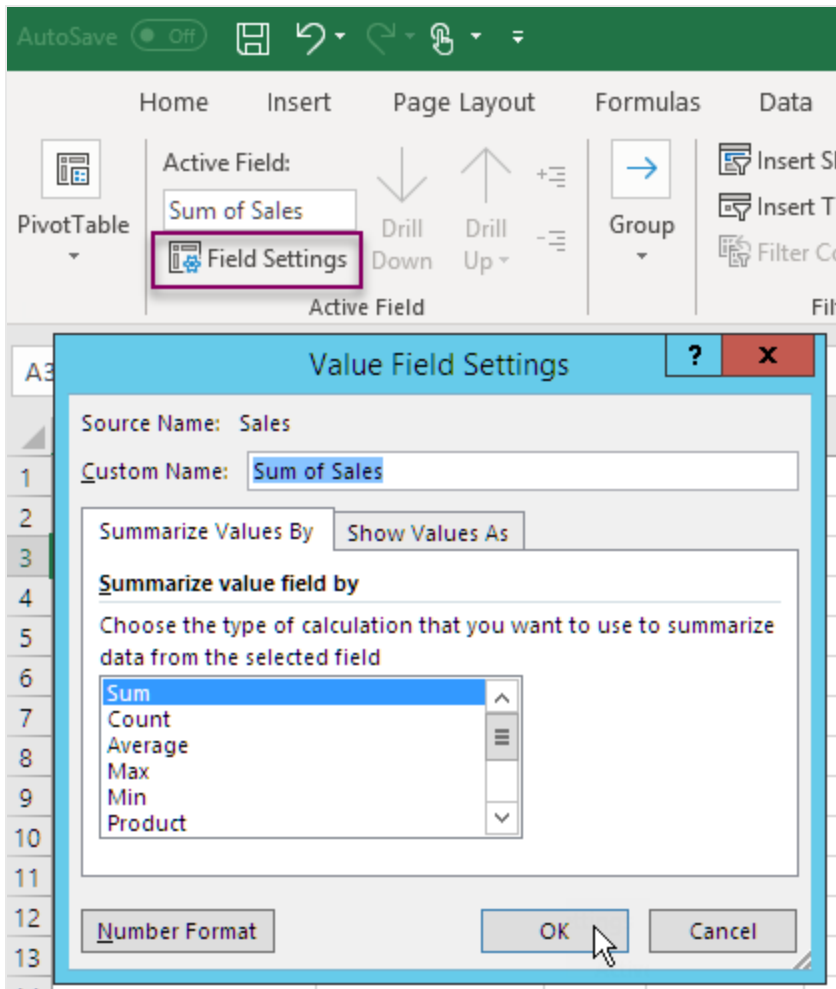 AutoSave Off
Home Insert Page Layout Formulas Data
PivotTable
Active Field:
Sum of Sales
Field Settings
Drill Down
Drill Up
Active Field
Group
Insert
Insert
Filter
A3
Value Field Settings
? x
Source Name: Sales
Custom Name: Sum of Sales
Summarize Values By Show Values As
Summarize value field by
Choose the type of calculation that you want to use to summarize
data from the selected field
Sum
Count
Average
Max
Min
Product
Number Format OK Cancel
1
2
3
4
5
6
7
8
9
10
11
12
13